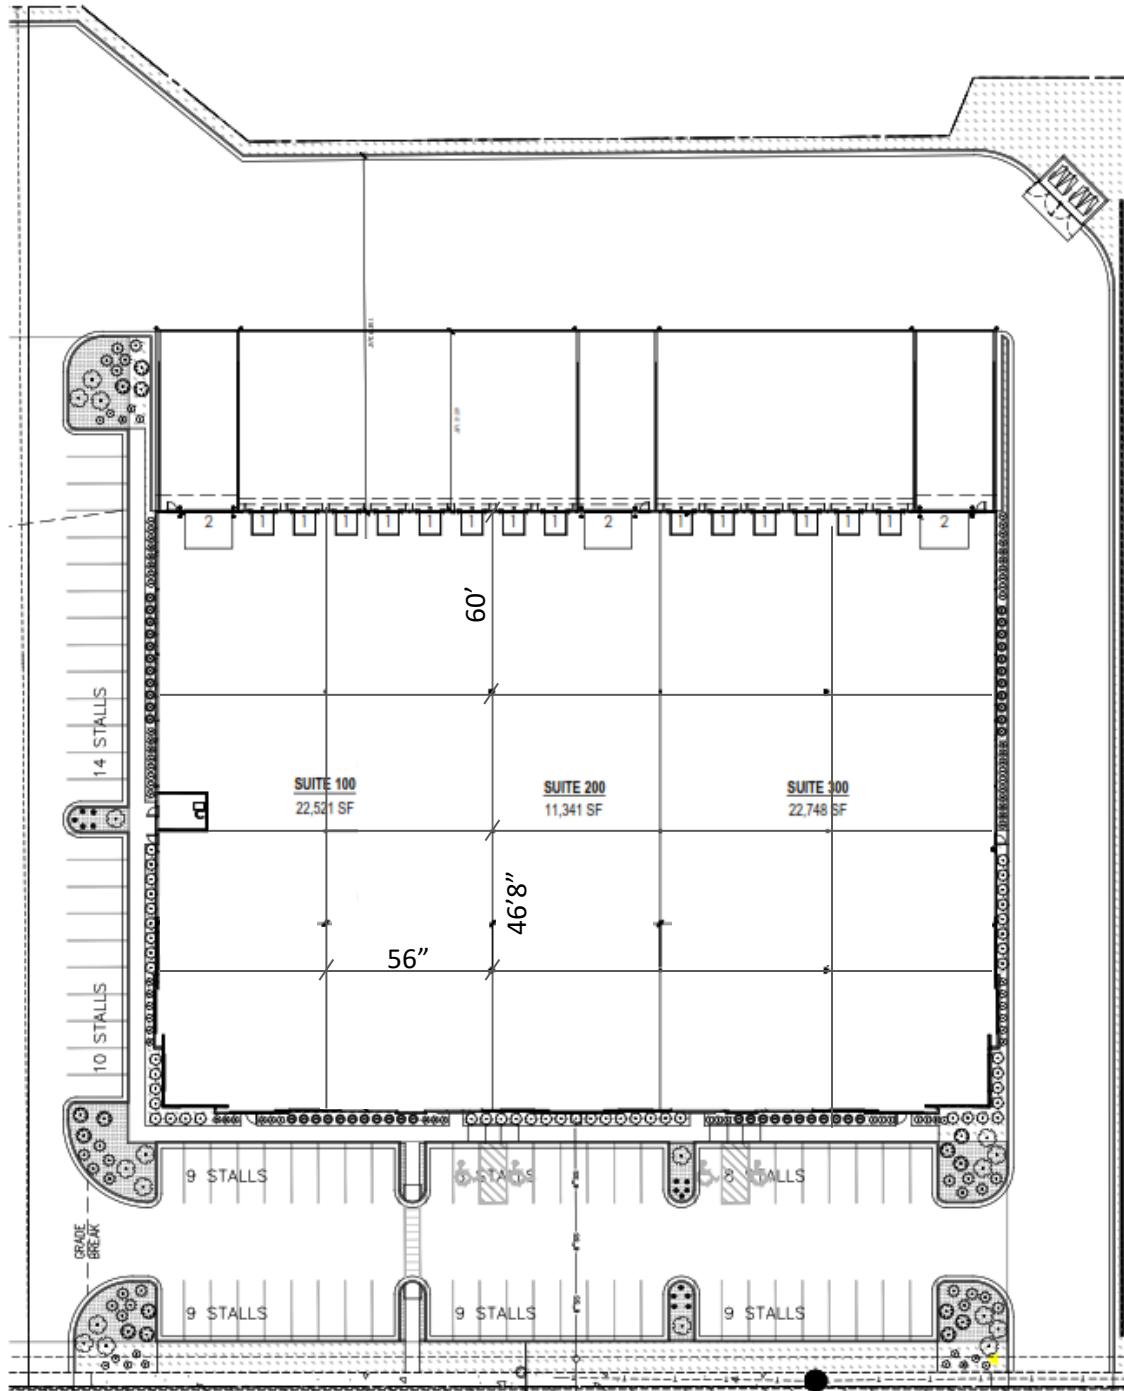 2
1
1
1
1
1
1
1
1
2
1
1
1
1
1
1
2
60’
14 STALLS
SUITE 100
22,521 SF
SUITE 200
11,341 SF
SUITE 300
22,748 SF
46’8”
56”
10 STALLS
9 STALLS
STALLS
8 STALLS
GRADE
BREAK
9 STALLS
9 STALLS
9 STALLS